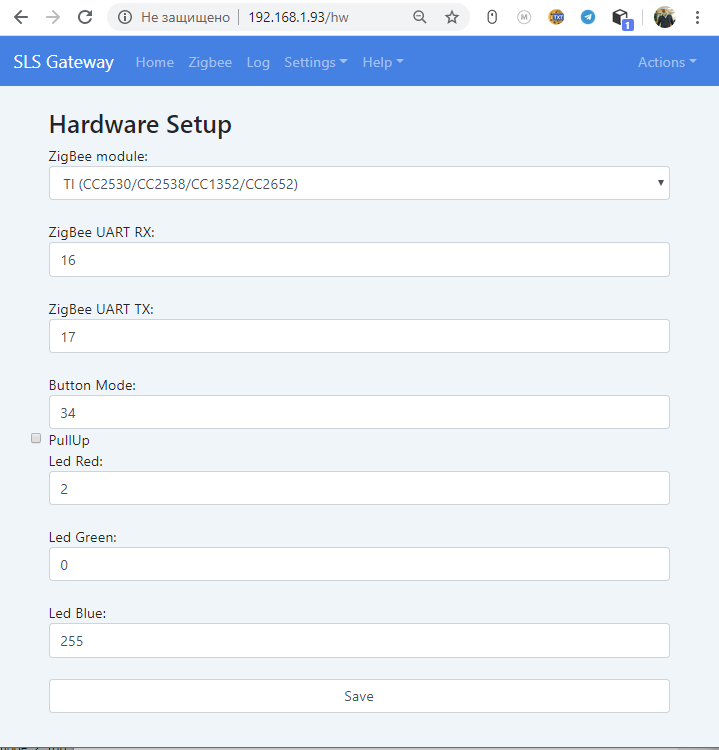 Не защищено 192.168.1.93/hw
M TXT 1
SLS Gateway Home Zigbee Log Settings Help Actions
Hardware Setup
ZigBee module:
TI (CC2530/CC2538/CC1352/CC2652)
ZigBee UART RX:
16
ZigBee UART TX:
17
Button Mode:
34
PullUp
Led Red:
2
Led Green:
0
Led Blue:
255
Save